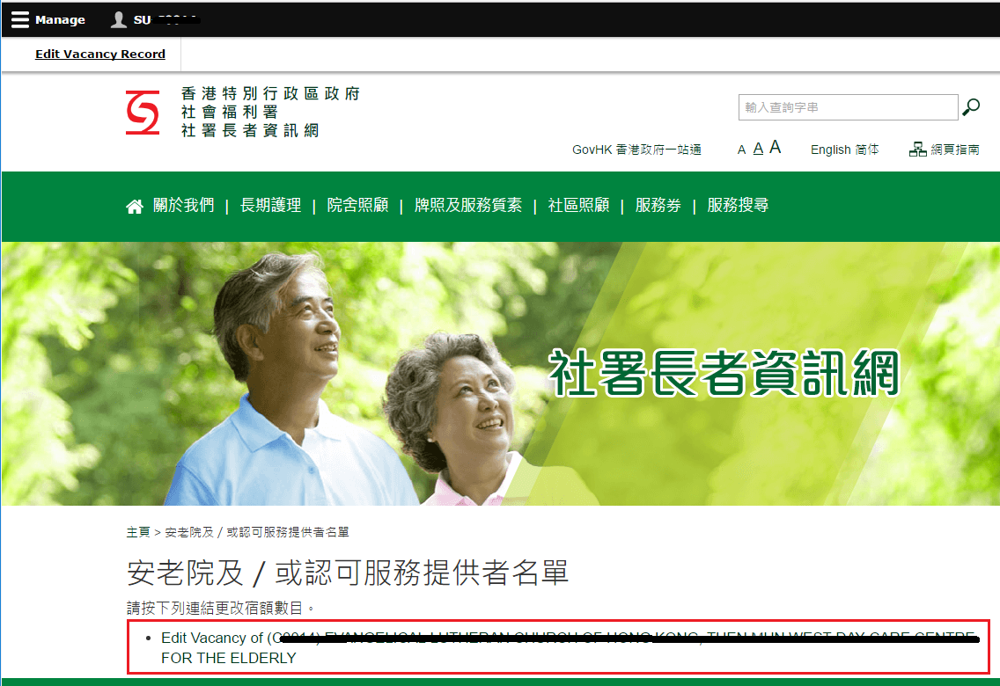 Manage
SU
Edit Vacancy Record
香港特別行政區政府
社會福利署
社署長者資訊網
輸入查詢字串
GovHK 香港政府一站通 A A A English 简体 網頁指南
關於我們 | 長期護理 | 院舍照顧 | 牌照及服務質素 | 社區照顧 | 服務券 | 服務搜尋
社署長者資訊網
主頁 > 安老院及 / 或認可服務提供者名單
安老院及 / 或認可服務提供者名單
請按下列連結更改宿額數目。
• Edit Vacancy of
FOR THE ELDERLY